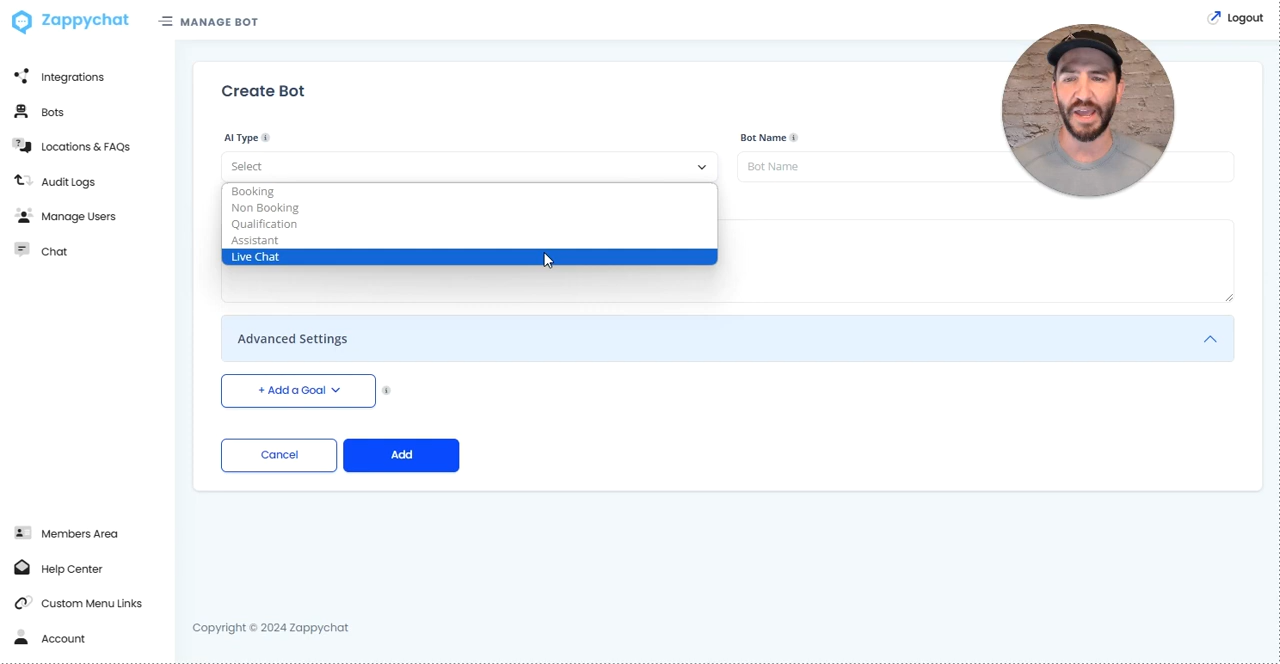 Zappychat
MANAGE BOT
Logout
Integrations
Bots
Locations & FAQs
Audit Logs
Manage Users
Chat
Create Bot
AI Type
Bot Name
Select
Bot Name
Booking
Non Booking
Qualification
Assistant
Live Chat
Advanced Settings
+ Add a Goal
Cancel
Add
Members Area
Help Center
Custom Menu Links
Account
Copyright © 2024 Zappychat